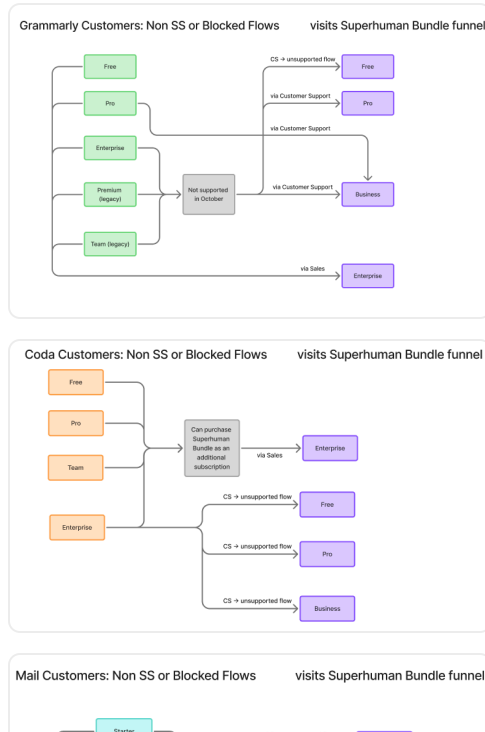 Grammarly Customers: Non SS or Blocked Flows
visits Superhuman Bundle funnel
Free
Pro
Enterprise
Premium
(legacy)
Team (legacy)
Not supported
in October
CS → unsupported flow
Free
via Customer Support
Pro
via Customer Support
via Customer Support
Business
via Sales
Enterprise
Coda Customers: Non SS or Blocked Flows
visits Superhuman Bundle funnel
Free
Pro
Team
Enterprise
Can purchase
Superhuman
Bundle as an
additional
subscription
via Sales
Enterprise
CS → unsupported flow
Free
CS → unsupported flow
Pro
CS → unsupported flow
Business
Mail Customers: Non SS or Blocked Flows
visits Superhuman Bundle funnel
Starter